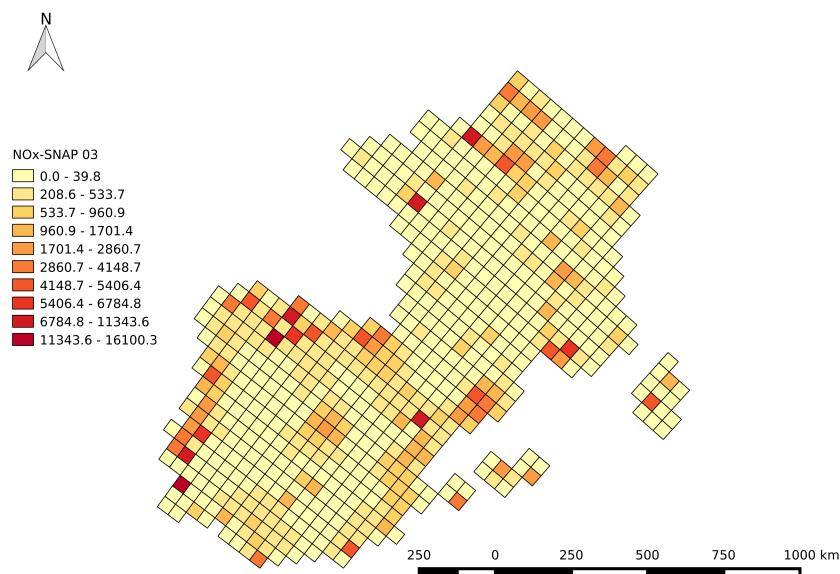 N
NOx-SNAP 03
0.0 - 39.8
208.6 - 533.7
533.7 - 960.9
960.9 - 1701.4
1701.4 - 2860.7
2860.7 - 4148.7
4148.7 - 5406.4
5406.4 - 6784.8
6784.8 - 11343.6
11343.6 - 16100.3
250 0 250 500 750 1000 km